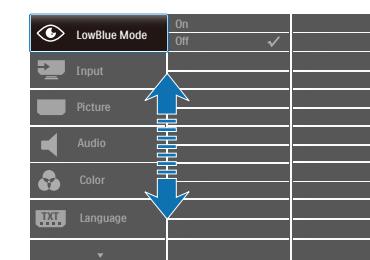 LowBlue Mode
On
Off
Input
Picture
Audio
Color
TXT
Language